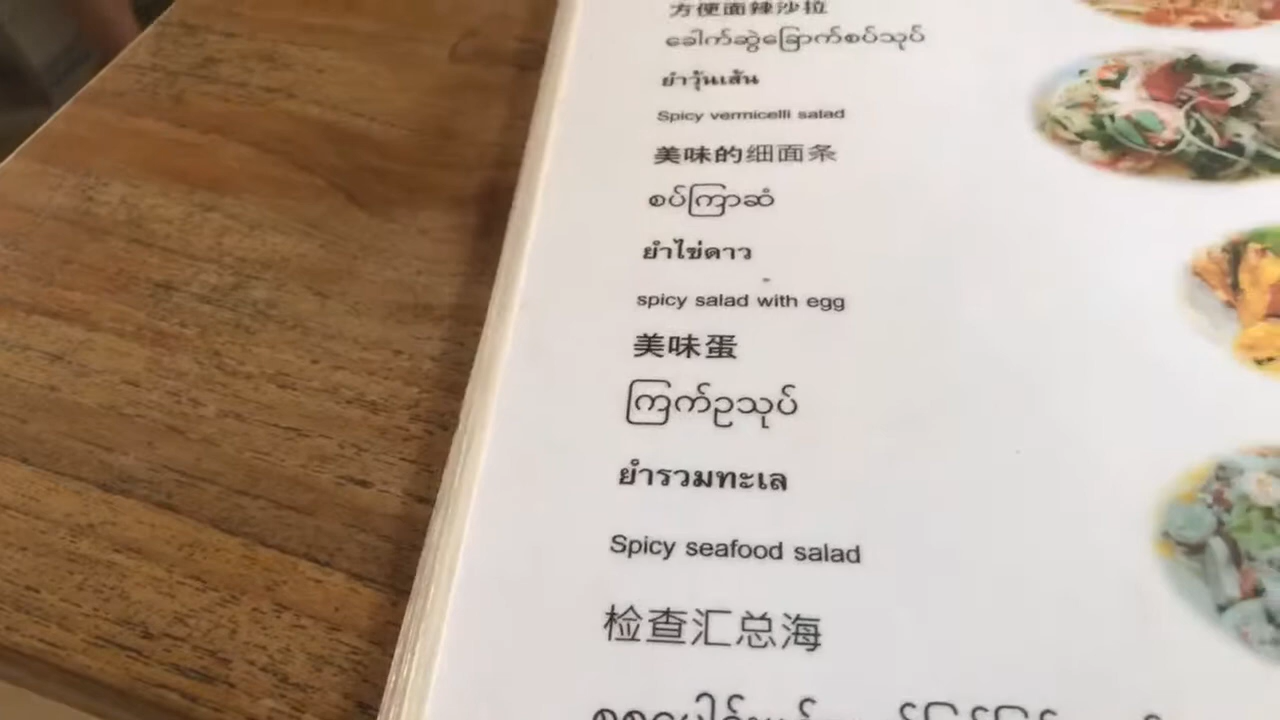 方便面辣沙拉
ခေါက်ဆွဲခြောက်စပ်သုပ်
ยำวุ้นเส้น
Spicy vermicelli salad
美味的细面条
စပ်ကြာဆံ
ยำไข่ดาว
spicy salad with egg
美味蛋
ကြက်ဥသုပ်
ยำรวมทะเล
Spicy seafood salad
检查汇总海